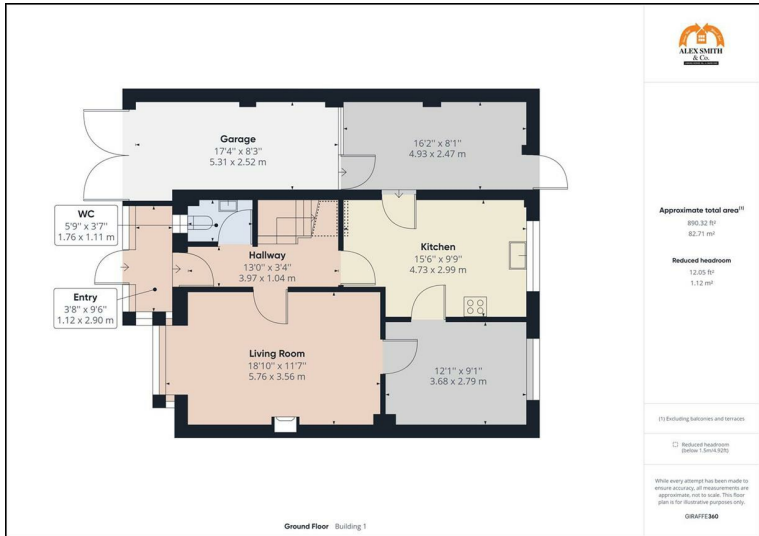 ALEX SMITH
& Co.
Garage
17'4" x 8'3"
5.31 x 2.52 m
16'2" x 8'1"
4.93 x 2.47 m
WC
5'9" x 3'7"
1.76 x 1.11 m
Hallway
13'0" x 3'4"
3.97 x 1.04 m
Kitchen
15'6" x 9'9"
4.73 x 2.99 m
Entry
3'8" x 9'6"
1.12 x 2.90 m
Living Room
18'10" x 11'7"
5.76 x 3.56 m
12'1" x 9'1"
3.68 x 2.79 m
Ground Floor Building 1
Approximate total area(1)
890.32 ft²
82.71 m²
Reduced headroom
12.05 ft²
1.12 m²
(1) Excluding balconies and terraces
Reduced headroom
(below 1.5m/4.92ft)
While every attempt has been made to
ensure accuracy, all measurements are
approximate, not to scale. This floor
plan is for illustrative purposes only.
GIRAFFE360